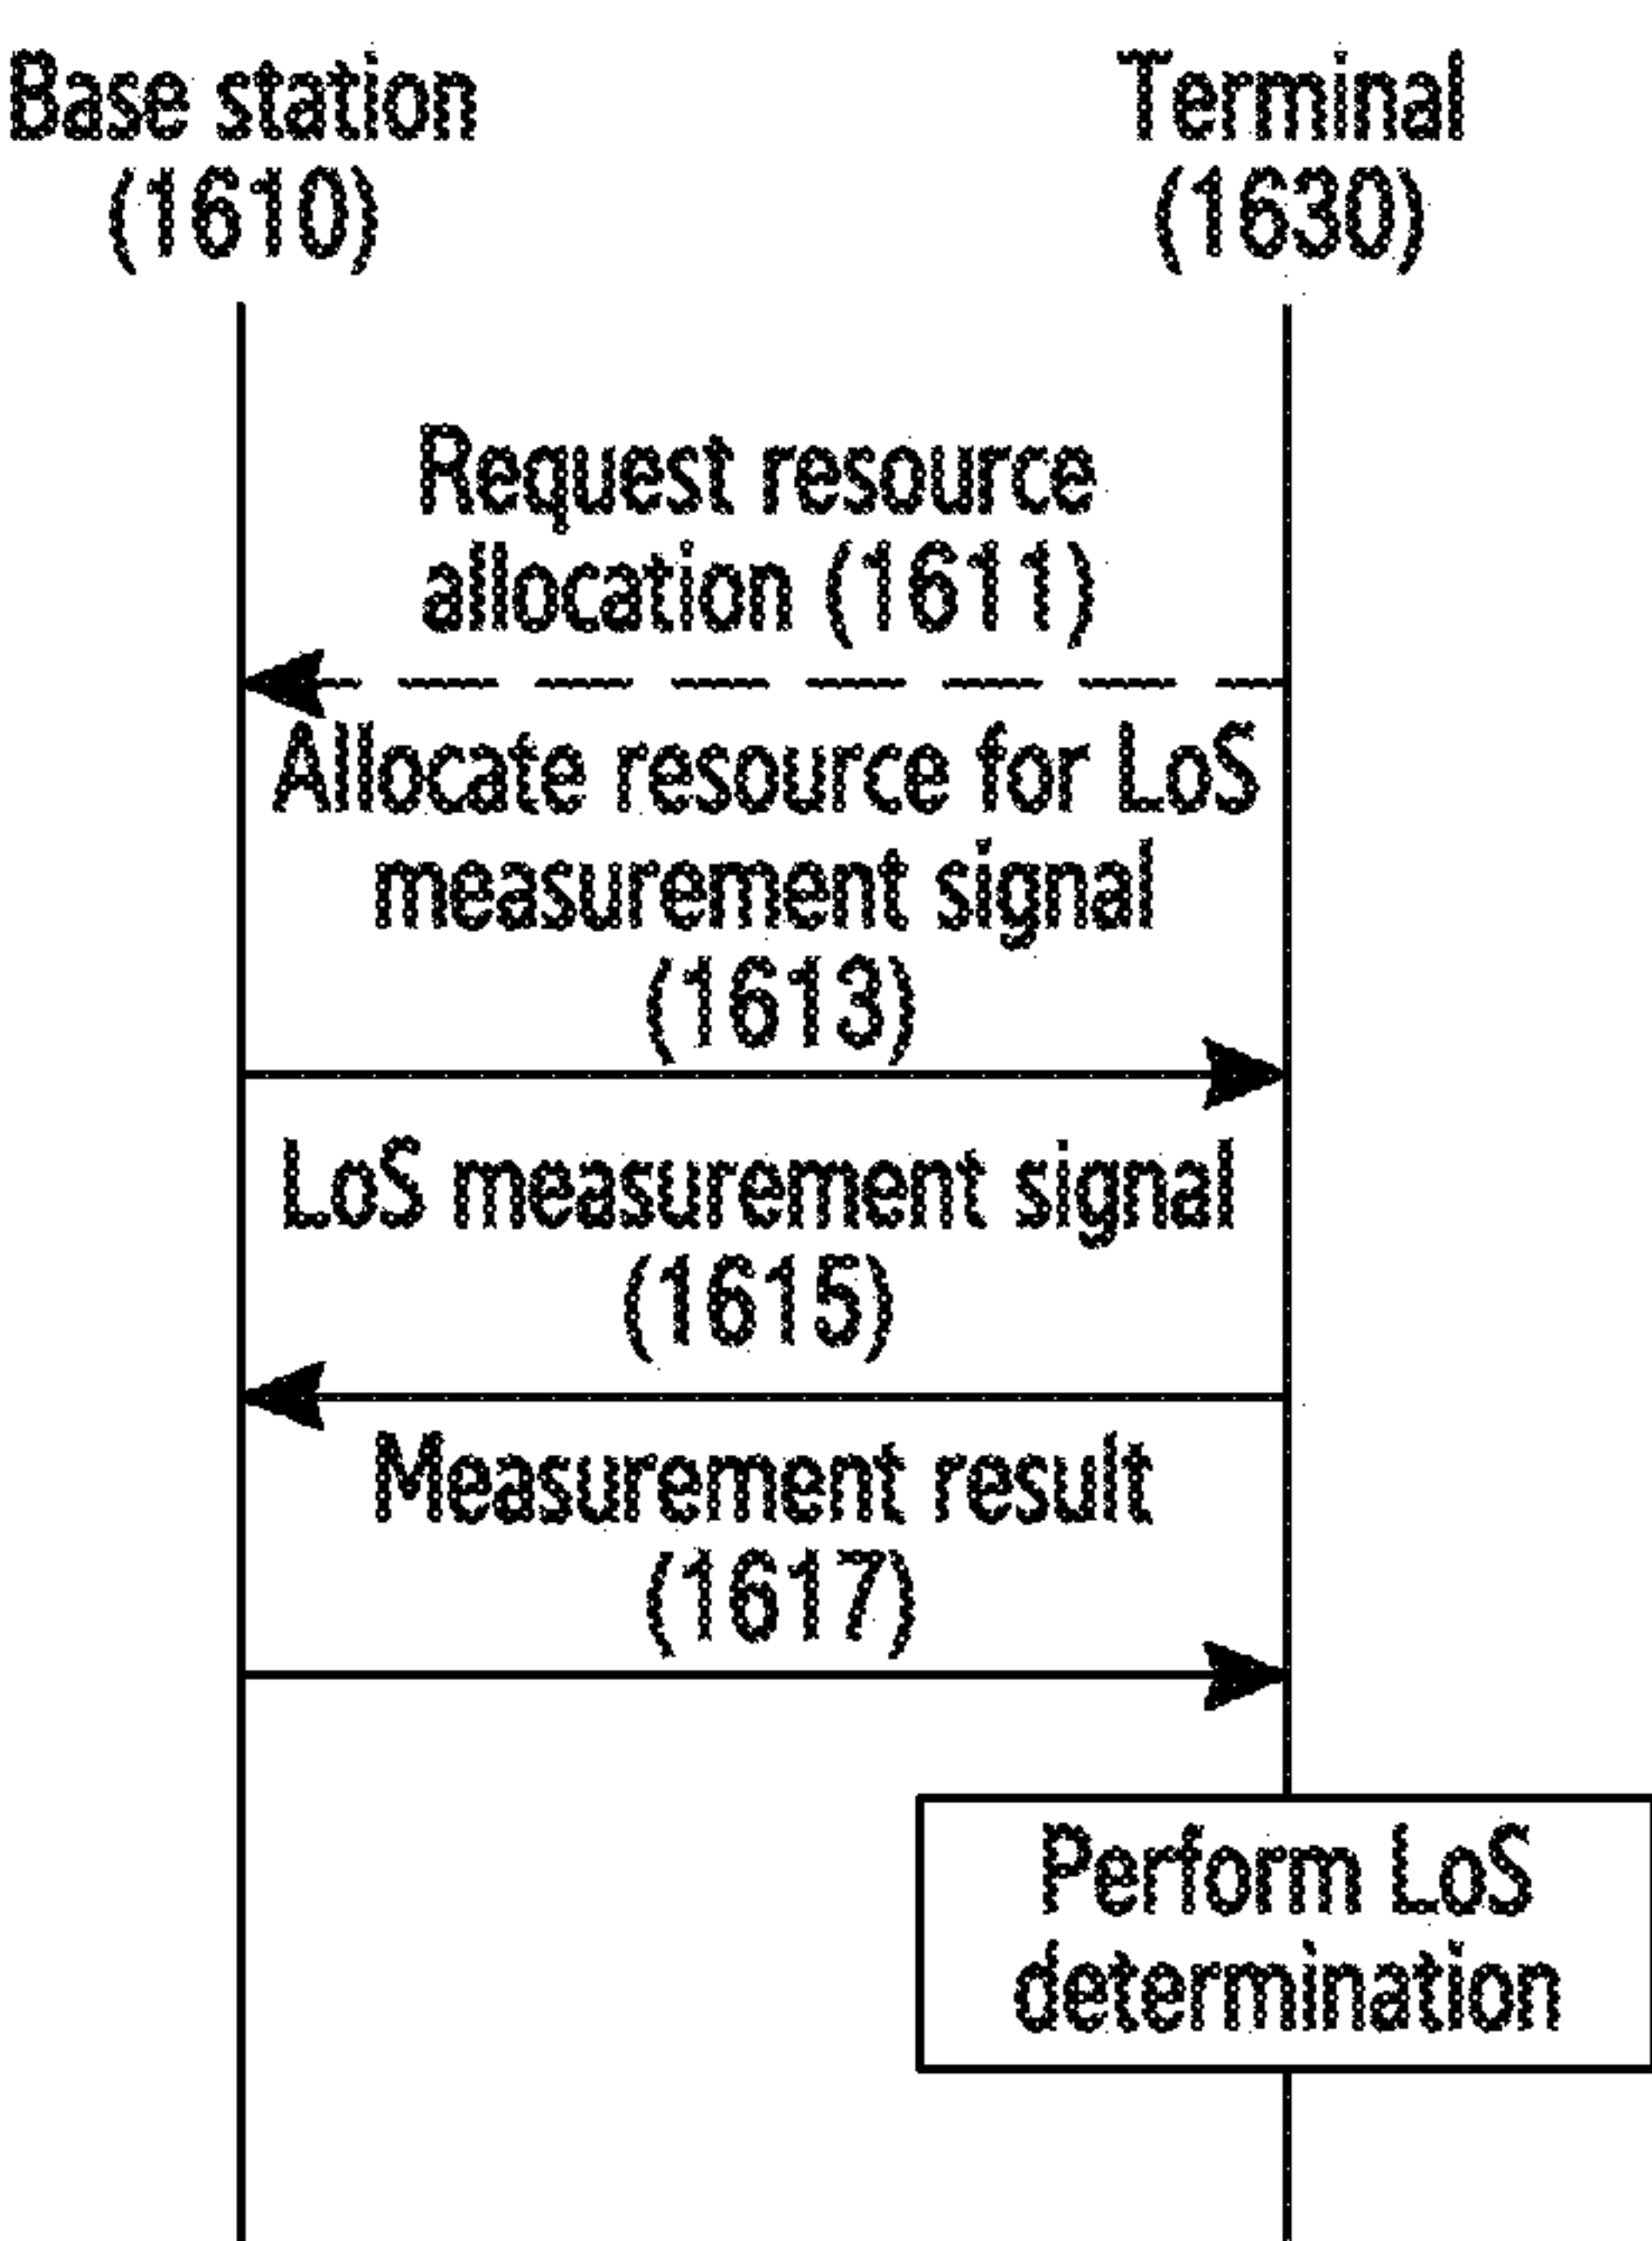 Base station
(1610)
Terminal
(1630)
Request resource
allocation (1611)
Allocate resource for LoS
measurement signal
(1613)
LoS measurement signal
(1615)
Measurement result
(1617)
Perform LoS
determination